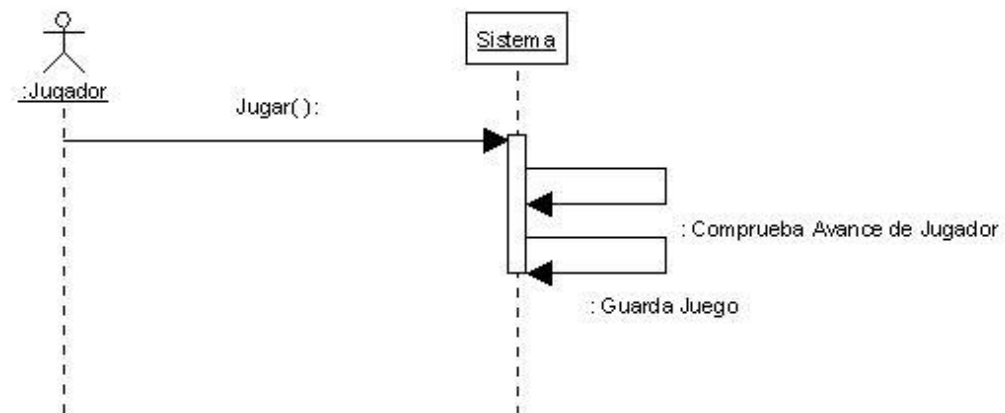 Sistema
:Jugador
Jugar( ):
: Comprueba Avance de Jugador
: Guarda Juego